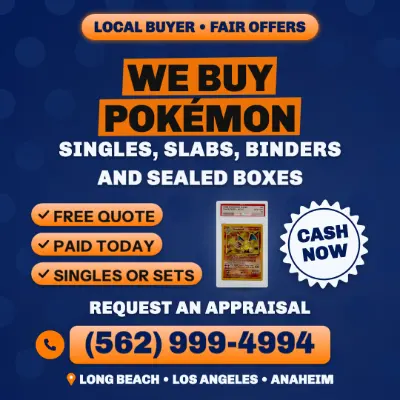 LOCAL BUYER • FAIR OFFERS
WE BUY
POKÉMON
SINGLES, SLABS, BINDERS
AND SEALED BOXES
FREE QUOTE
PAID TODAY
SINGLES OR SETS
CASH
NOW
REQUEST AN APPRAISAL
(562) 999-4994
LONG BEACH • LOS ANGELES • ANAHEIM